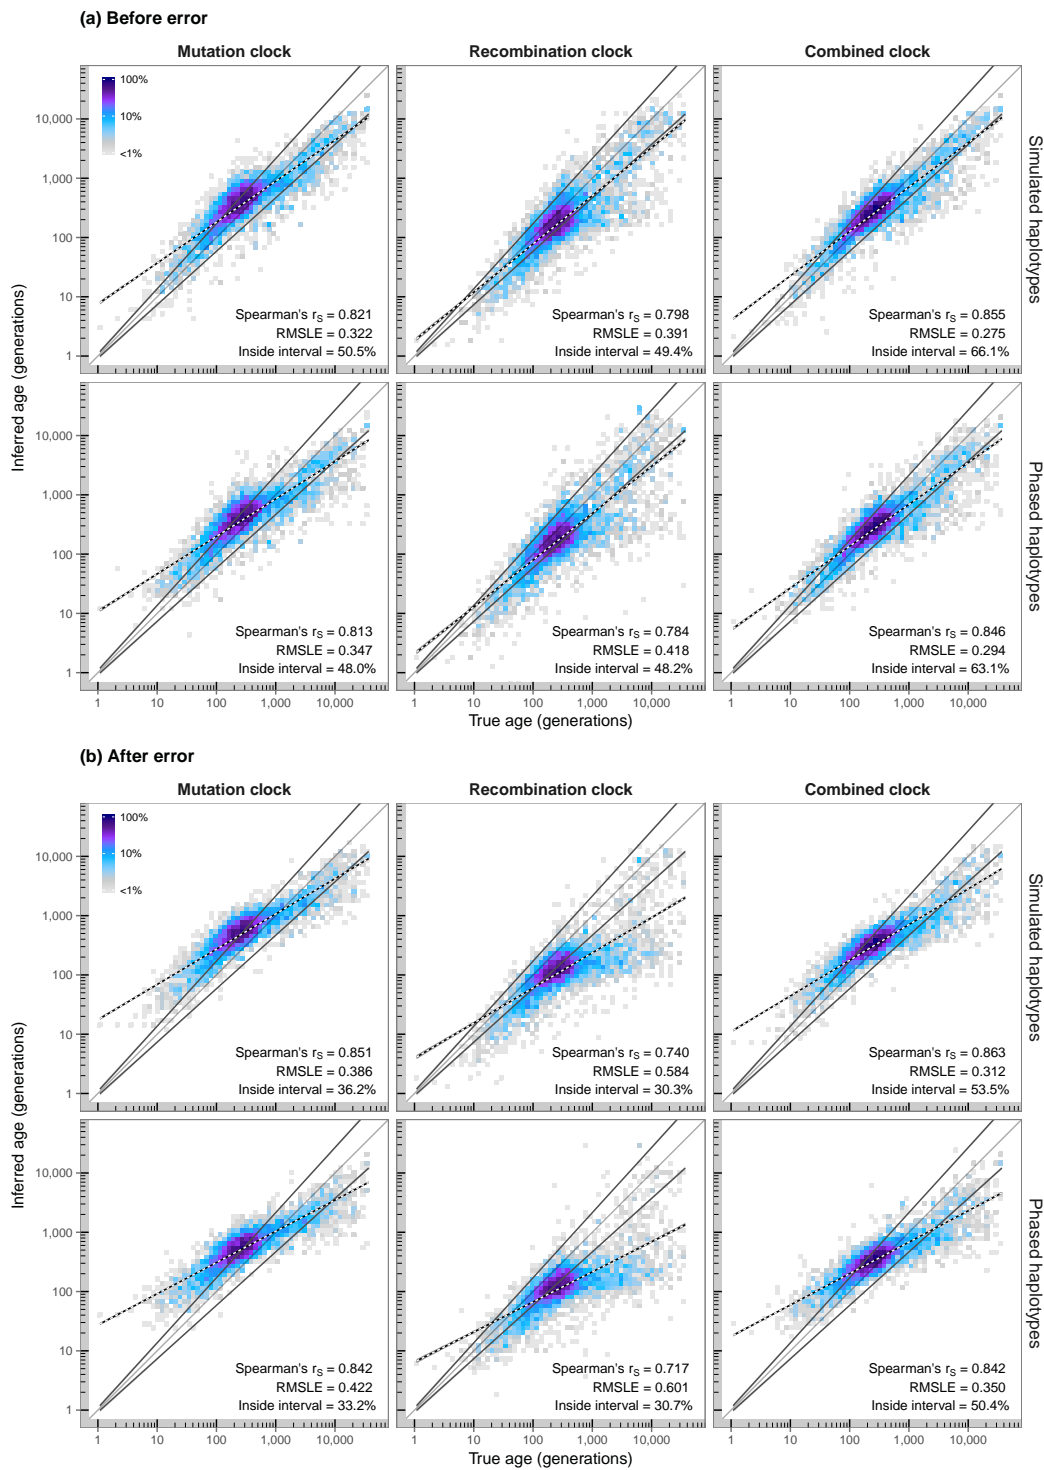 (a) Before error
Mutation clock
Recombination clock
Combined clock
100%
10%
<1%
10,000
1,000
100
10
1
Spearman's rS = 0.821
RMSLE = 0.322
Inside interval = 50.5%
Spearman's rS = 0.798
RMSLE = 0.391
Inside interval = 49.4%
Spearman's rS = 0.855
RMSLE = 0.275
Inside interval = 66.1%
Simulated haplotypes
Inferred age (generations)
10,000
1,000
100
10
1
Spearman's rS = 0.813
RMSLE = 0.347
Inside interval = 48.0%
Spearman's rS = 0.784
RMSLE = 0.418
Inside interval = 48.2%
Spearman's rS = 0.846
RMSLE = 0.294
Inside interval = 63.1%
Phased haplotypes
1 10 100 1,000 10,000
1 10 100 1,000 10,000
1 10 100 1,000 10,000
True age (generations)
(b) After error
Mutation clock
Recombination clock
Combined clock
100%
10%
<1%
10,000
1,000
100
10
1
Spearman's rS = 0.851
RMSLE = 0.386
Inside interval = 36.2%
Spearman's rS = 0.740
RMSLE = 0.584
Inside interval = 30.3%
Spearman's rS = 0.863
RMSLE = 0.312
Inside interval = 53.5%
Simulated haplotypes
Inferred age (generations)
10,000
1,000
100
10
1
Spearman's rS = 0.842
RMSLE = 0.422
Inside interval = 33.2%
Spearman's rS = 0.717
RMSLE = 0.601
Inside interval = 30.7%
Spearman's rS = 0.842
RMSLE = 0.350
Inside interval = 50.4%
Phased haplotypes
1 10 100 1,000 10,000
1 10 100 1,000 10,000
1 10 100 1,000 10,000
True age (generations)